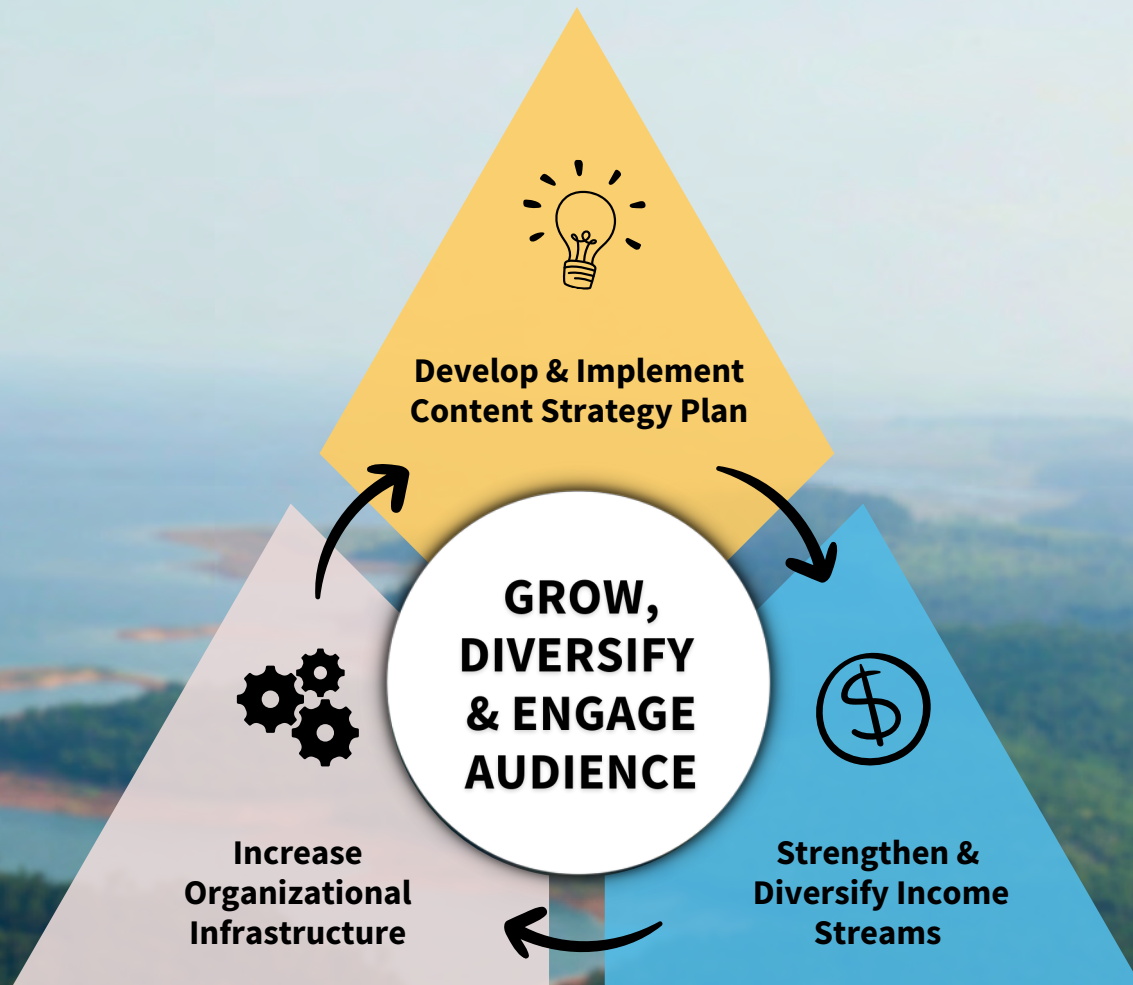 Develop & Implement
Content Strategy Plan
GROW,
DIVERSIFY
& ENGAGE
AUDIENCE
Increase
Organizational
Infrastructure
Strengthen &
Diversify Income
Streams